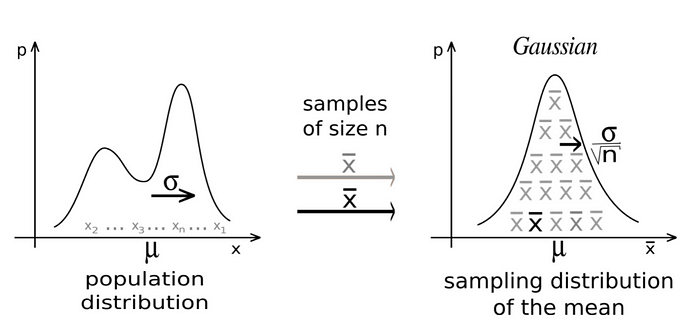 p
σ
x₂ ... x₃... xₙ... x₁
μ
x
population
distribution
samples
of size n
x̄
x̄
Gaussian
p
x̄
x̄ x̄
σ
√n
x̄ x̄ x̄
x̄ x̄ x̄ x̄
x̄ x̄ x̄ x̄ x̄
μ
x̄
sampling distribution
of the mean